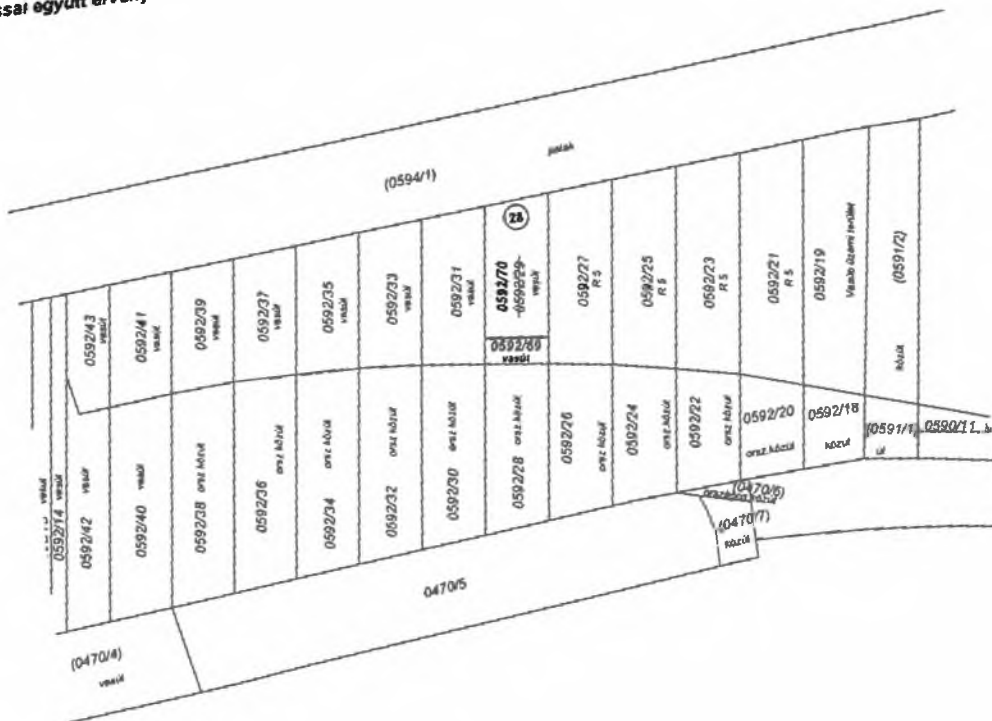 együtt
(0594/1)
patak
28
0592/43
vasút
0592/41
vasút
0592/39
vasút
0592/37
vasút
0592/35
vasút
0592/33
vasút
0592/31
vasút
0592/70
0592/29
vasút
0592/69
vasút
0592/27
R 5
0592/25
R 5
0592/23
R 5
0592/21
R 5
0592/19
Vasúti üzemi terület
(0591/2)
közút
vasút
0592/14 vasút
0592/42 vasút
0592/40 vasút
0592/38 orsz közút
0592/36 orsz közút
0592/34 orsz közút
0592/32 orsz közút
0592/30 orsz közút
0592/28 orsz közút
0592/26
orsz közút
0592/24
orsz közút
0592/22
orsz közút
0592/20
orsz közút
0592/18
közút
(0591/1)
út
0590/11
(0470/6)
(0470/7)
közút
0470/5
(0470/4)
vasút